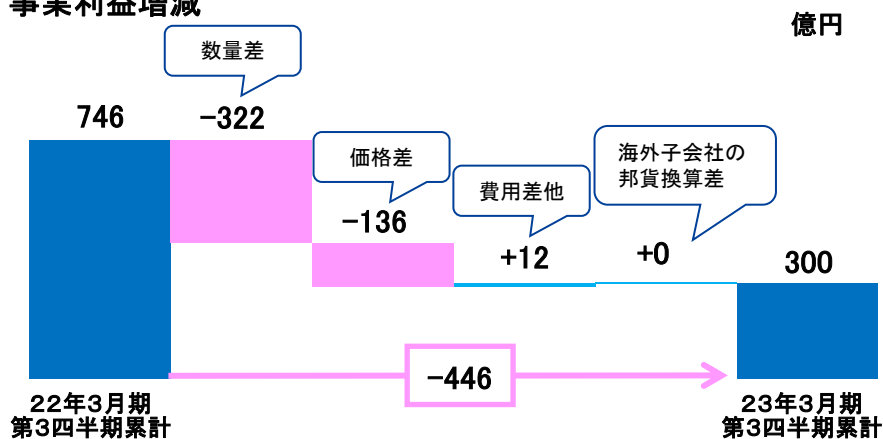 事業利益増減
億円
数量差
746
−322
価格差
海外子会社の
邦貨換算差
費用差他
−136
+12
+0
300
−446
22年3月期
第3四半期累計
23年3月期
第3四半期累計